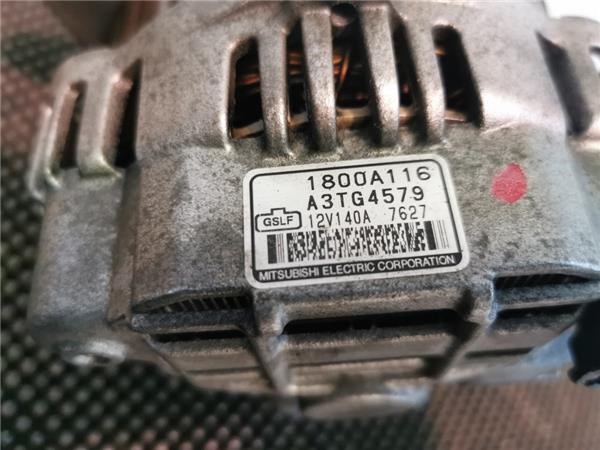 1800A116
A3TG4579
GSLF 12V140A 7627
MITSUBISHI ELECTRIC CORPORATION